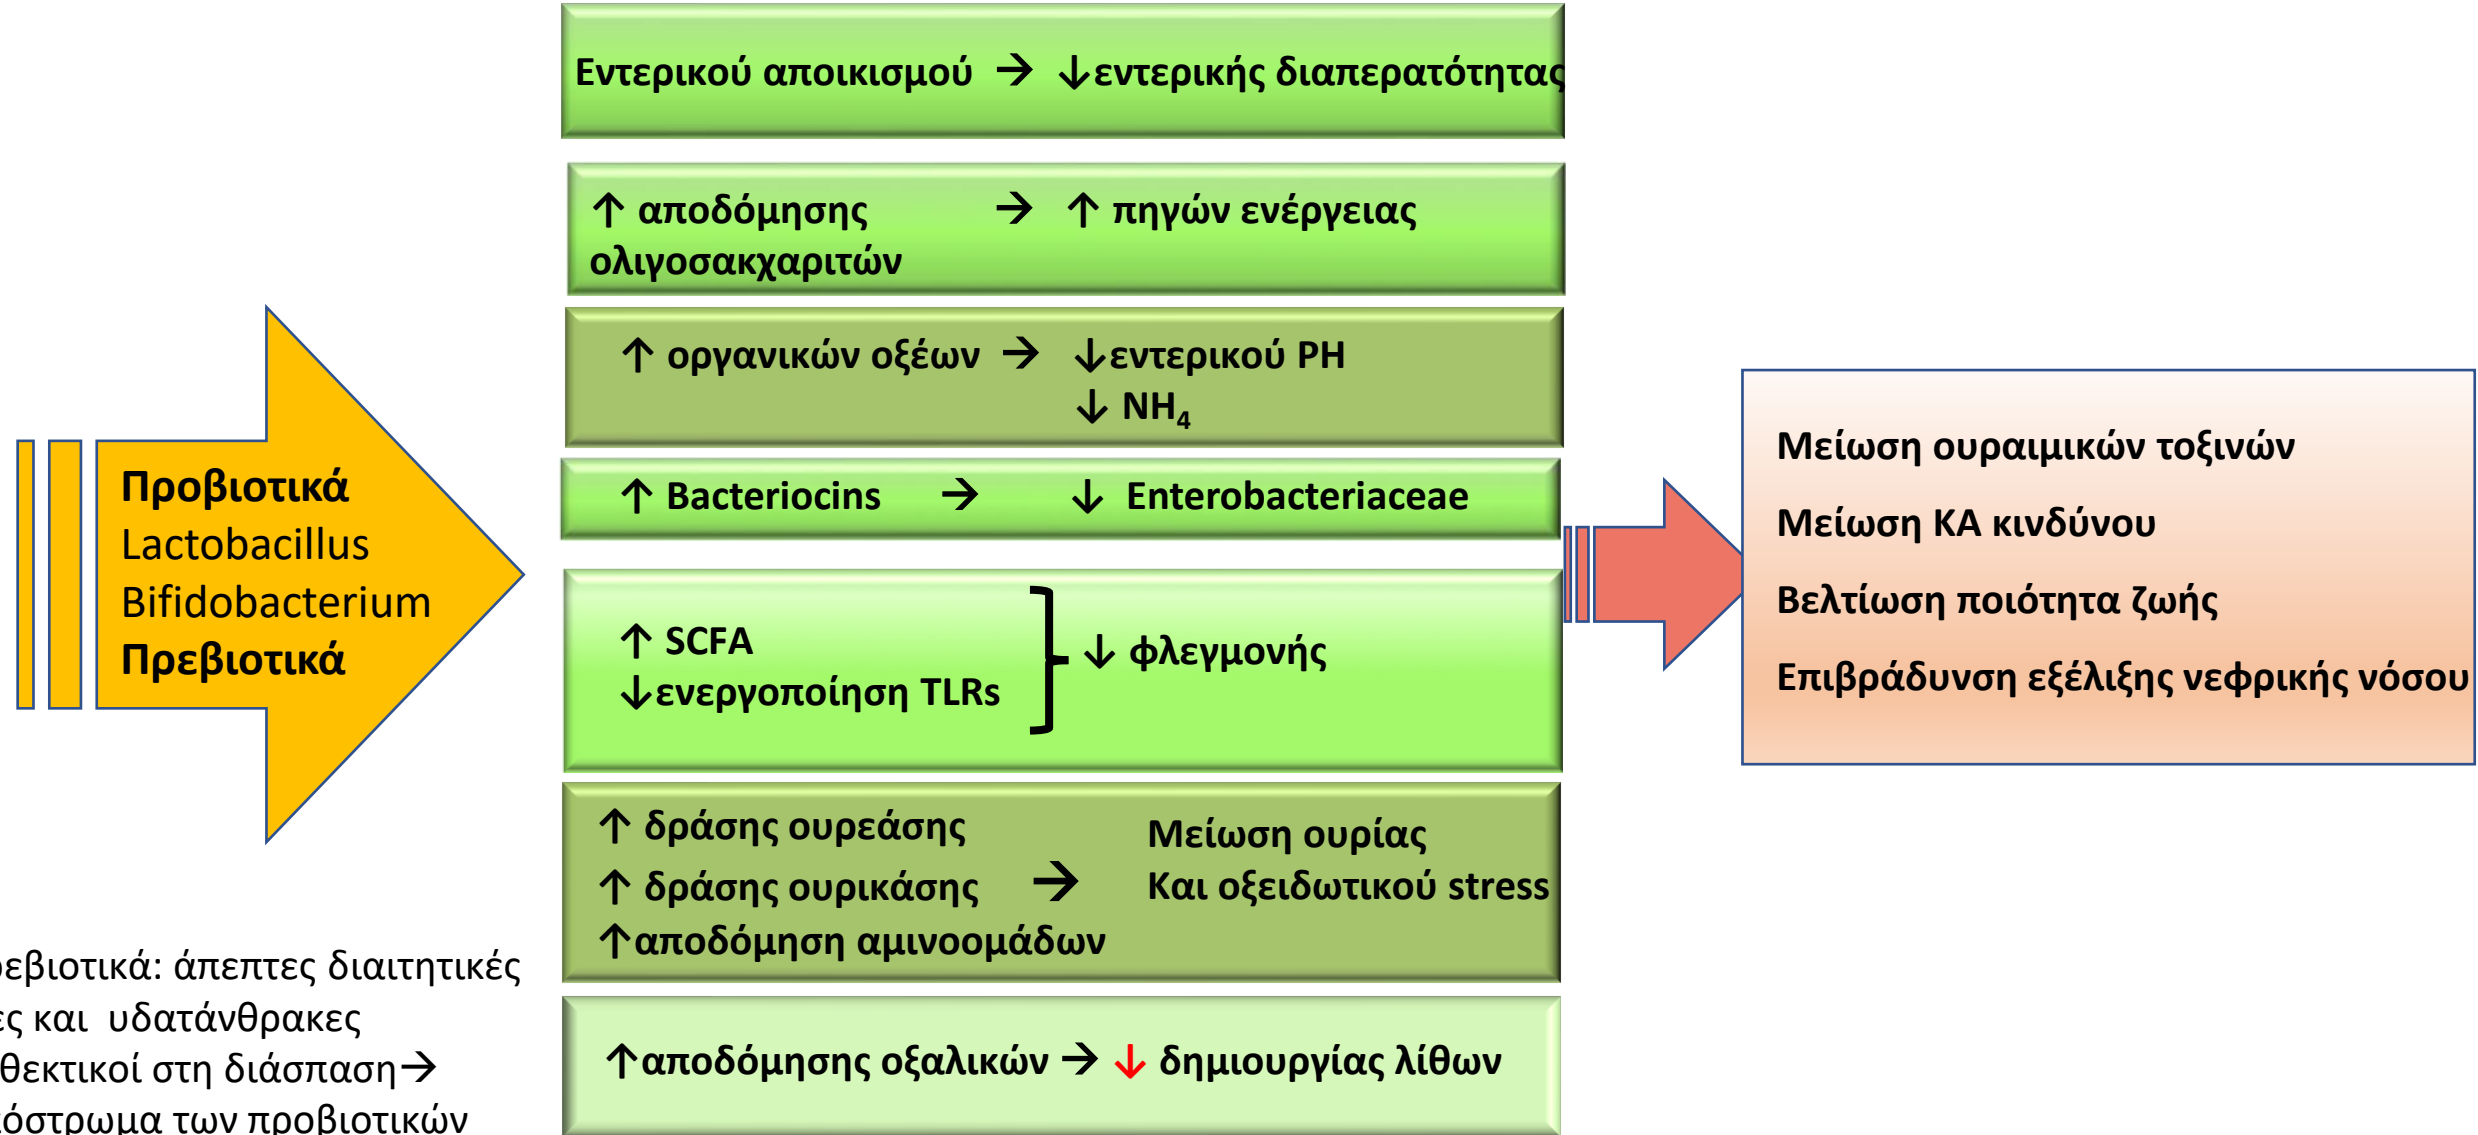 Εντερικού αποικισμού → ↓εντερικής διαπερατότητας
↑ αποδόμησης → ↑ πηγών ενέργειας
ολιγοσακχαριτών
↑ οργανικών οξέων → ↓εντερικού PH
↓ NH₄
↑ Bacteriocins → ↓ Enterobacteriaceae
↑ SCFA
↓ενεργοποίηση TLRs
↓ φλεγμονής
↑ δράσης ουρεάσης
↑ δράσης ουρικάσης →
↑αποδόμηση αμινοομάδων
Μείωση ουρίας
Και οξειδωτικού stress
↑αποδόμησης οξαλικών → ↓ δημιουργίας λίθων
Προβιοτικά
Lactobacillus
Bifidobacterium
Πρεβιοτικά
Μείωση ουραιμικών τοξινών
Μείωση ΚΑ κινδύνου
Βελτίωση ποιότητα ζωής
Επιβράδυνση εξέλιξης νεφρικής νόσου
ρεβιοτικά: άπεπτες διαιτητικές
ες και υδατάνθρακες
θεκτικοί στη διάσπαση→
όστρωμα των προβιοτικών